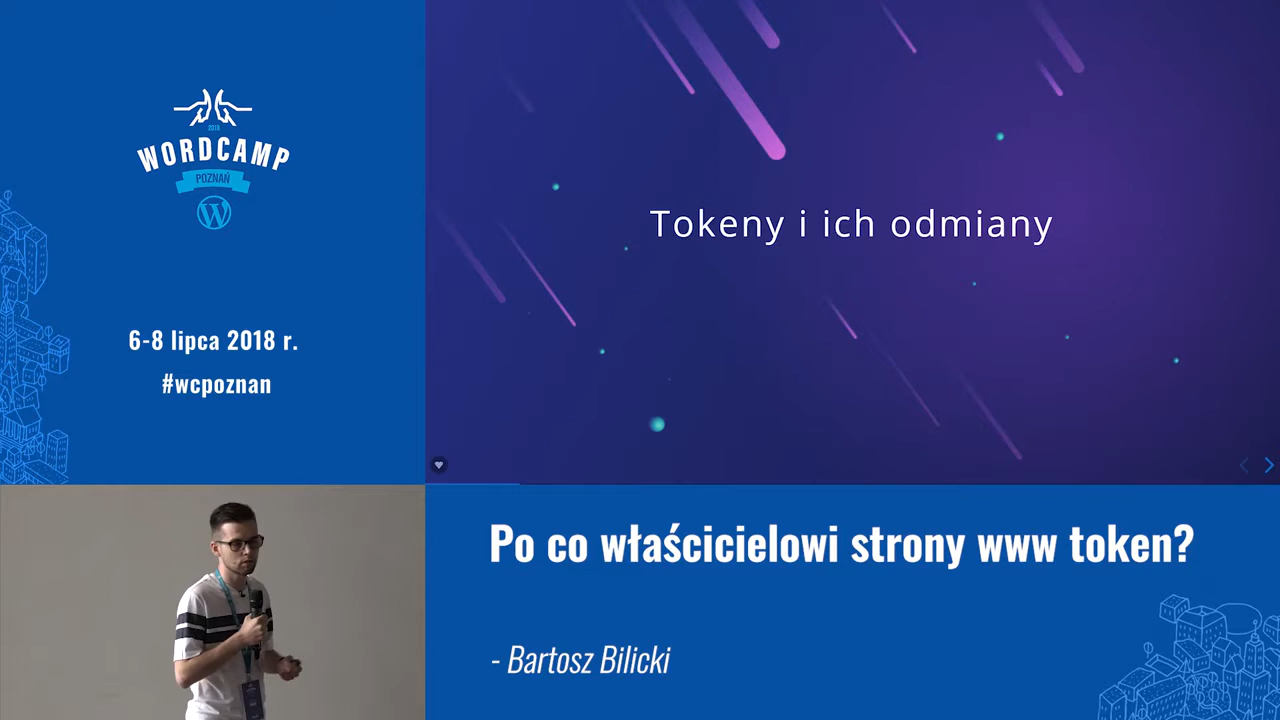 2018
WORDCAMP
POZNAŃ
6-8 lipca 2018 r.
#wcpoznan
Tokeny i ich odmiany
Po co właścicielowi strony www token?
- Bartosz Bilicki